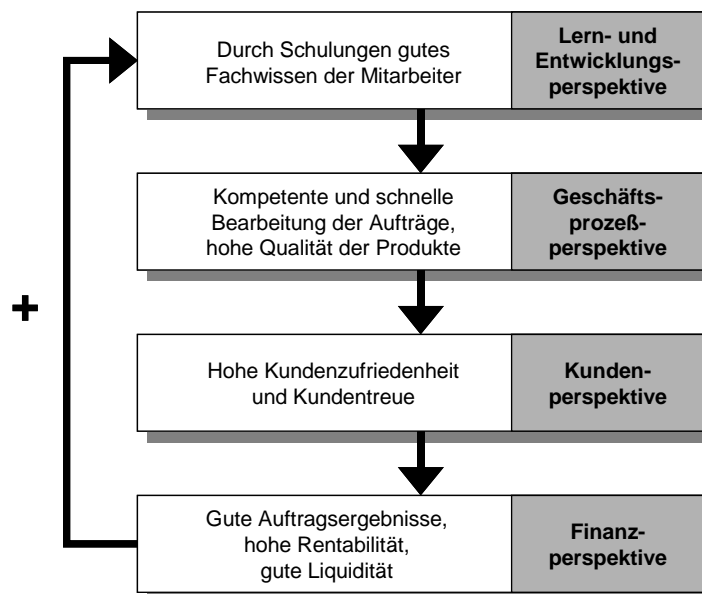 Durch Schulungen gutes
Fachwissen der Mitarbeiter
Lern- und
Entwicklungs-
perspektive
Kompetente und schnelle
Bearbeitung der Aufträge,
hohe Qualität der Produkte
Geschäfts-
prozeß-
perspektive
+
Hohe Kundenzufriedenheit
und Kundentreue
Kunden-
perspektive
Gute Auftragsergebnisse,
hohe Rentabilität,
gute Liquidität
Finanz-
perspektive